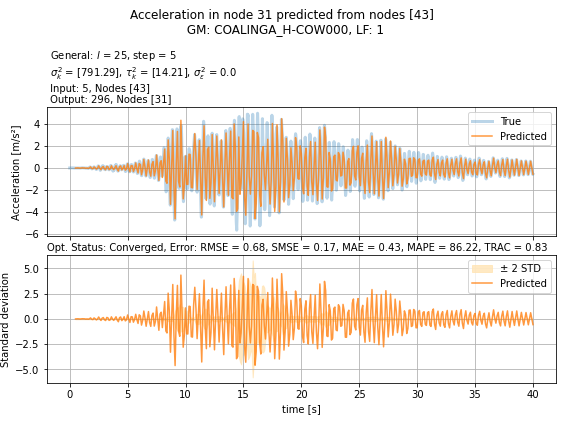 Acceleration in node 31 predicted from nodes [43]
GM: COALINGA_H-COW000, LF: 1
General: l = 25, step = 5
σ²ₖ = [791.29], τ²ₖ = [14.21], σ²ε = 0.0
Input: 5, Nodes [43]
Output: 296, Nodes [31]
Acceleration [m/s²]
4
2
0
−2
−4
−6
True
Predicted
Opt. Status: Converged, Error: RMSE = 0.68, SMSE = 0.17, MAE = 0.43, MAPE = 86.22, TRAC = 0.83
Standard deviation
5.0
2.5
0.0
−2.5
−5.0
± 2 STD
Predicted
0 5 10 15 20 25 30 35 40
time [s]